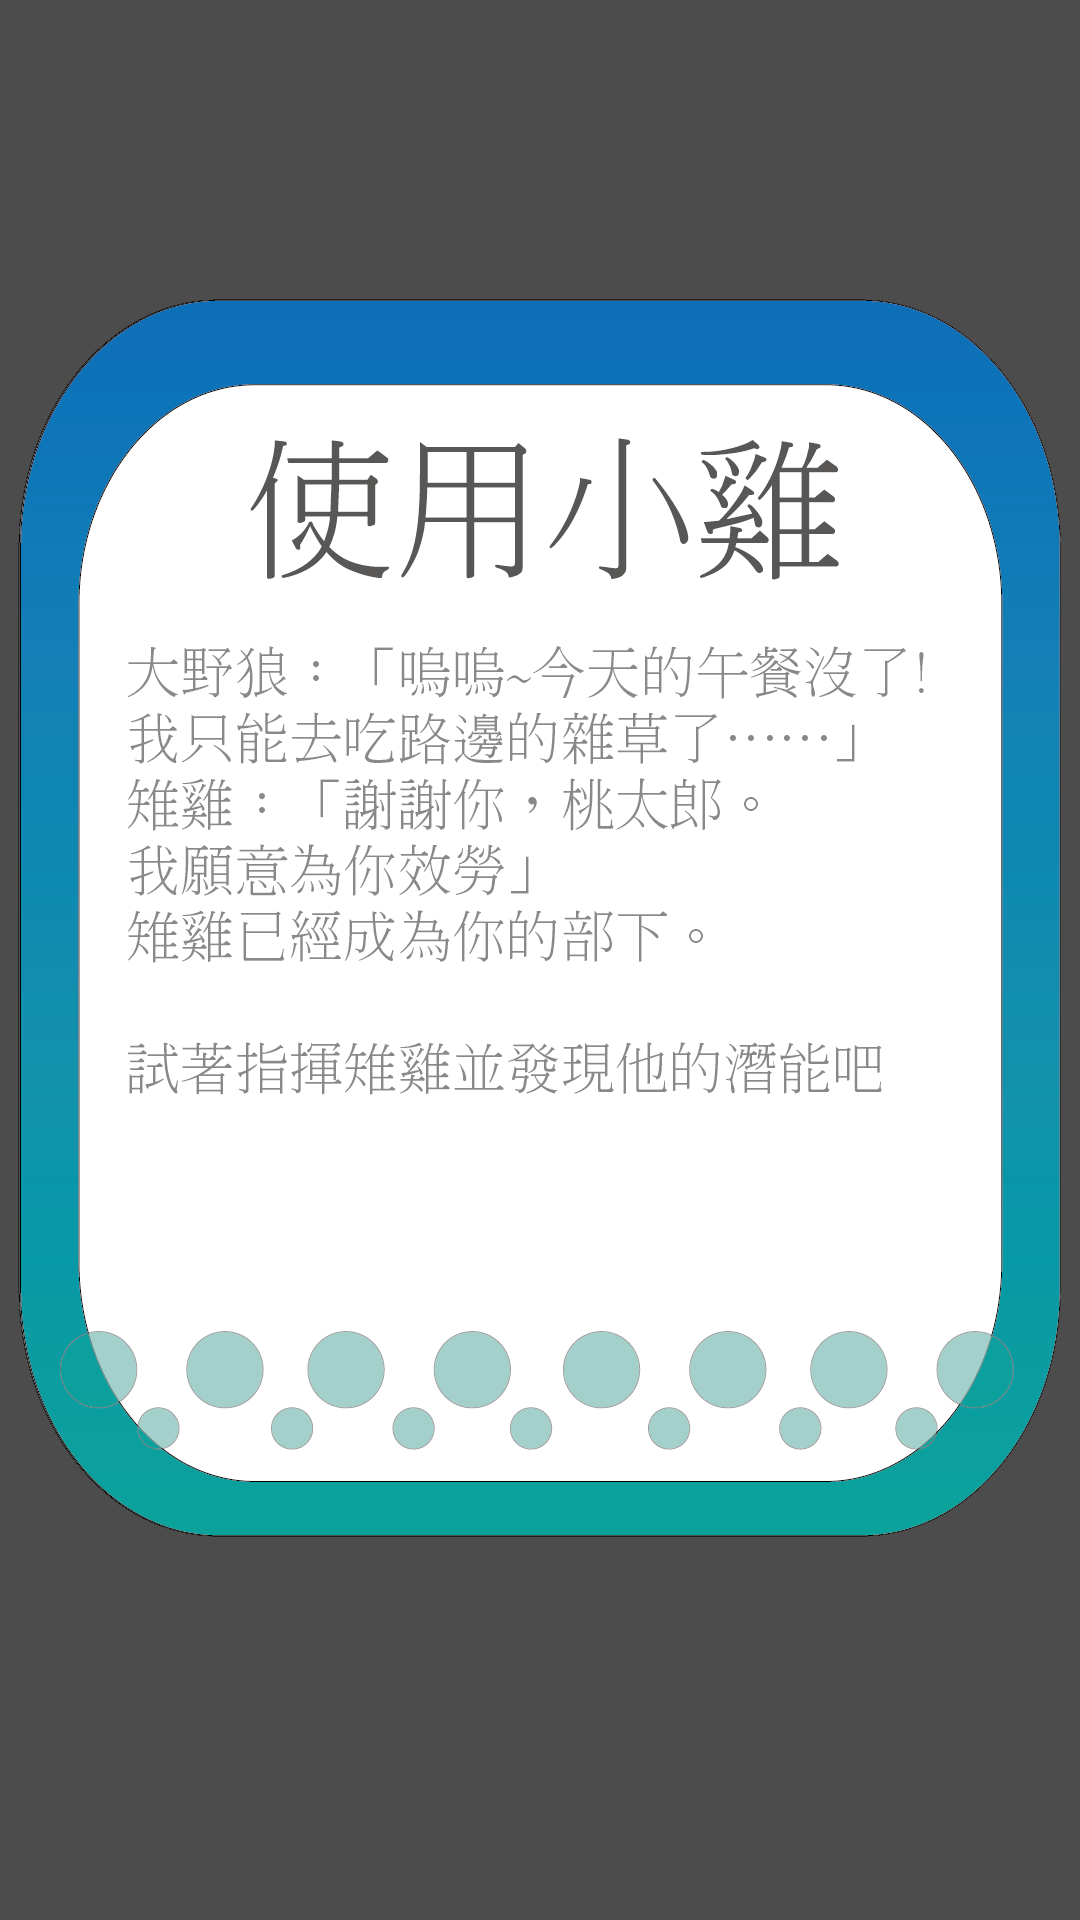 使用小雞
大野狼：「嗚嗚~今天的午餐沒了!
我只能去吃路邊的雜草了……」
雉雞：「謝謝你，桃太郎。
我願意為你效勞」
雉雞已經成為你的部下。
試著指揮雉雞並發現他的潛能吧